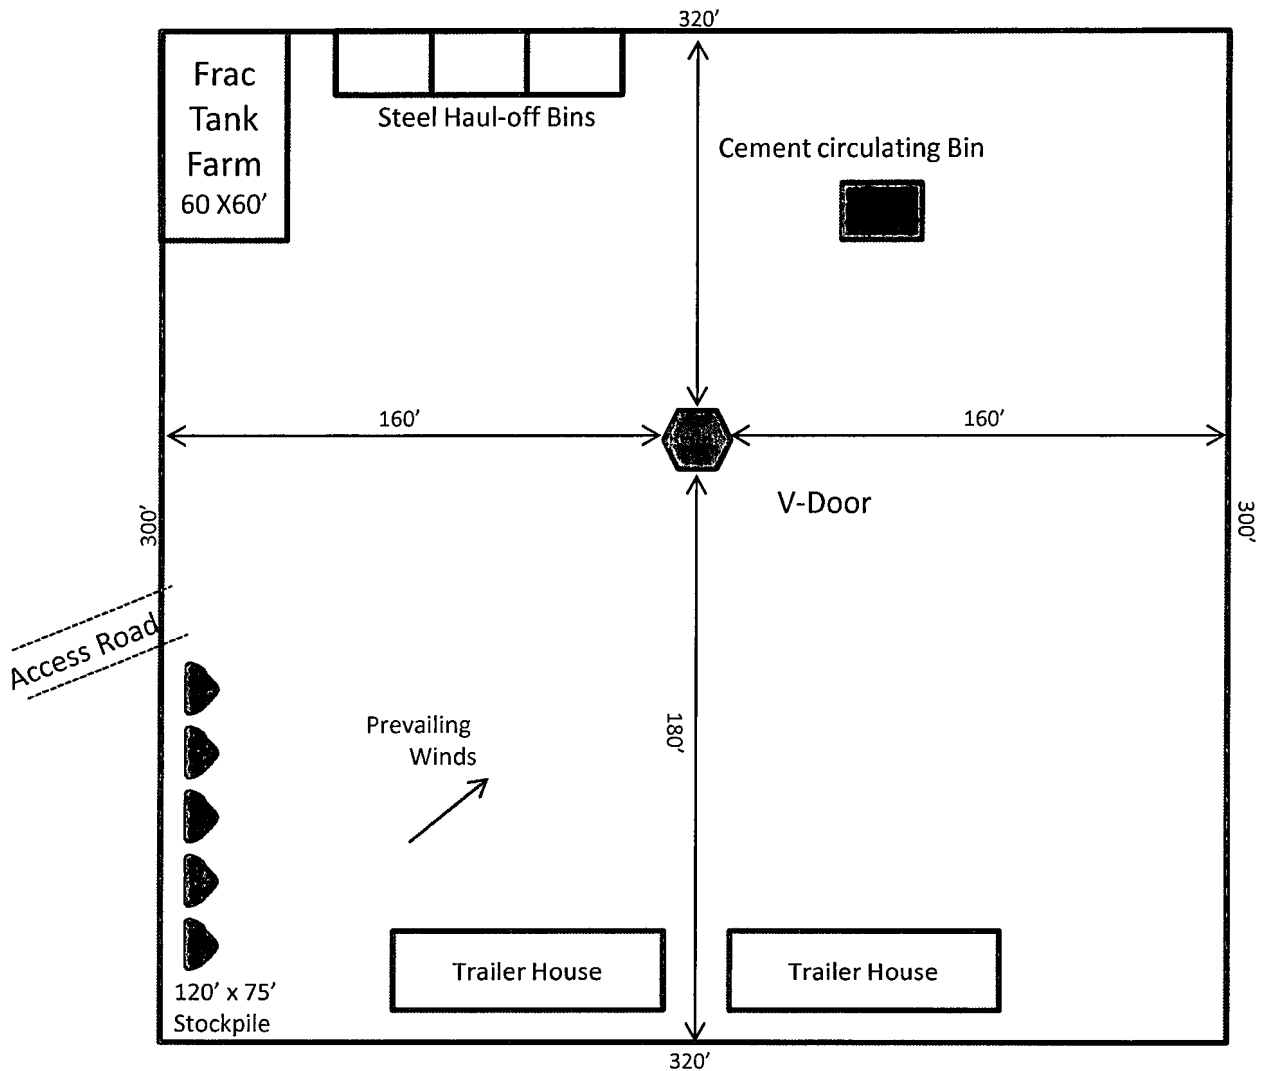 320’
Frac
Tank
Farm
60 X60’
Steel Haul-off Bins
Cement circulating Bin
160’
160’
V-Door
300’
300’
Access Road
Prevailing
Winds
180’
Trailer House
Trailer House
120’ x 75’
Stockpile
320’